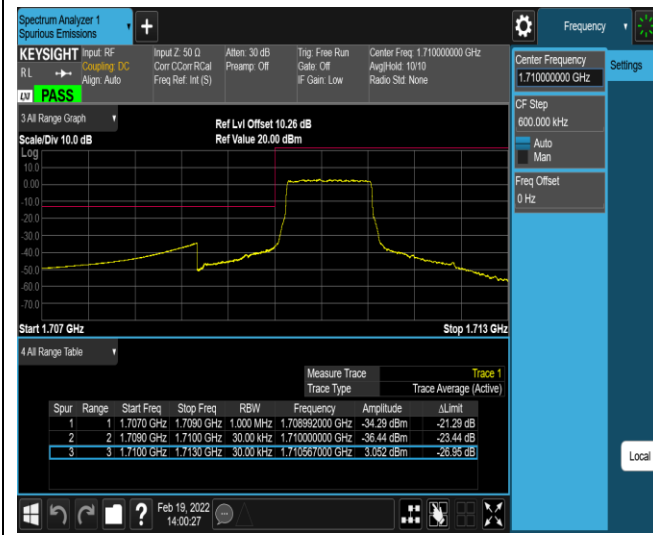 Spectrum Analyzer 1
Spurious Emissions
+
Frequency
KEYSIGHT
RL
Input: RF
Coupling: DC
Align: Auto
Input Z: 50 Ω
Corr CCorr RCal
Freq Ref: Int (S)
Atten: 30 dB
Preamp: Off
Trig: Free Run
Gate: Off
IF Gain: Low
Center Freq: 1.710000000 GHz
Avg|Hold: 10/10
Radio Std: None
LXI PASS
Center Frequency
1.710000000 GHz
Settings
CF Step
600.000 kHz
Auto
Man
Freq Offset
0 Hz
3 All Range Graph
Scale/Div 10.0 dB
Ref Lvl Offset 10.26 dB
Ref Value 20.00 dBm
Log
10.0
0.00
-10.0
-20.0
-30.0
-40.0
-50.0
-60.0
-70.0
Start 1.707 GHz
Stop 1.713 GHz
4 All Range Table
Measure Trace Trace 1
Trace Type Trace Average (Active)
Spur Range Start Freq Stop Freq RBW Frequency Amplitude ΔLimit
1 1 1.7070 GHz 1.7090 GHz 1.000 MHz 1.708992000 GHz -34.29 dBm -21.29 dB
2 2 1.7090 GHz 1.7100 GHz 30.00 kHz 1.710000000 GHz -36.44 dBm -23.44 dB
3 3 1.7100 GHz 1.7130 GHz 30.00 kHz 1.710567000 GHz 3.052 dBm -26.95 dB
Local
?
Feb 19, 2022
14:00:27